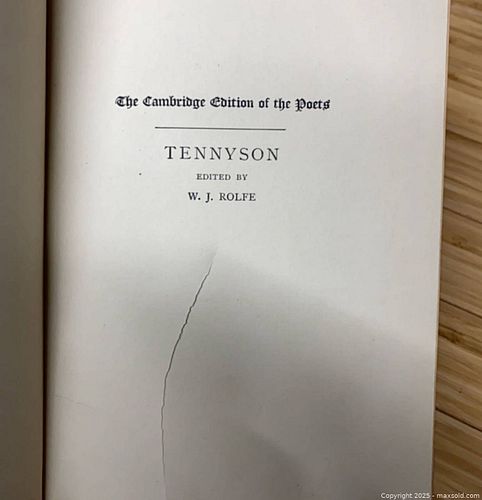 The Cambridge Edition of the Poets
TENNYSON
EDITED BY
W. J. ROLFE
Copyright 2025 - maxsold.com